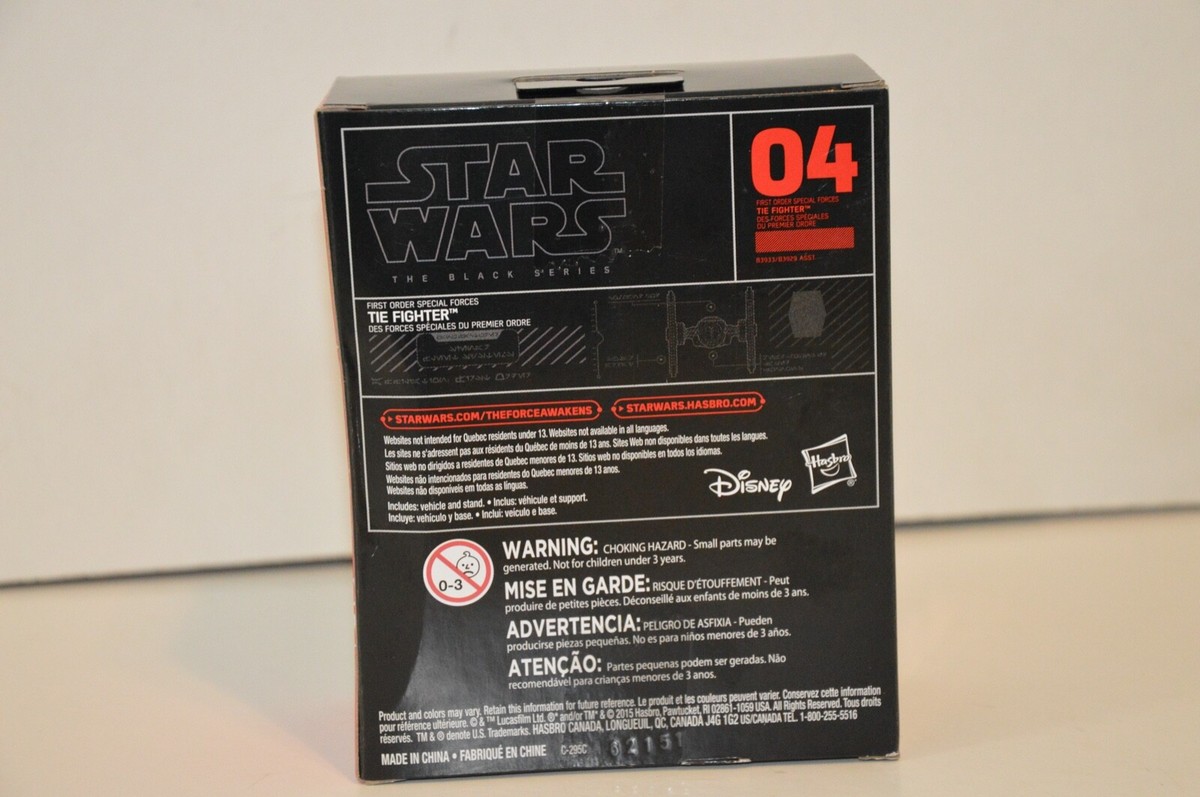 STAR
WARS™
THE BLACK SERIES
04
FIRST ORDER SPECIAL FORCES
TIE FIGHTER™
DES FORCES SPÉCIALES
DU PREMIER ORDRE
ASST.
FIRST ORDER SPECIAL FORCES
TIE FIGHTER™
DES FORCES SPÉCIALES DU PREMIER ORDRE
STARWARS.COM/THEFORCEAWAKENS
STARWARS.HASBRO.COM
Websites not intended for Quebec residents under 13. Websites not available in all languages.
Les sites ne s'adressent pas aux résidents du Québec de moins de 13 ans. Sites Web non disponibles dans toutes les langues.
Sitios web no dirigidos a residentes de Quebec menores de 13. Sitios web no disponibles en todos los idiomas.
Websites não intencionados para residentes do Quebec menores de 13 anos.
Websites não disponíveis em todas as línguas.
Includes: vehicle and stand. • Inclus: véhicule et support.
Incluye: vehículo y base. • Inclui: veículo e base.
Disney
Hasbro®
0-3
WARNING: CHOKING HAZARD - Small parts may be
generated. Not for children under 3 years.
MISE EN GARDE: RISQUE D'ÉTOUFFEMENT - Peut
produire de petites pièces. Déconseillé aux enfants de moins de 3 ans.
ADVERTENCIA: PELIGRO DE ASFIXIA - Pueden
producirse piezas pequeñas. No es para niños menores de 3 años.
ATENÇÃO: Partes pequenas podem ser geradas. Não
recomendável para crianças menores de 3 anos.
Product and colors may vary. Retain this information for future reference. Le produit et les couleurs peuvent varier. Conservez cette information
pour référence ultérieure. © & ™ Lucasfilm Ltd. ®* and/or TM* & © 2015 Hasbro, Pawtucket, RI 02861-1059 USA. All Rights Reserved. Tous droits
réservés. TM & ® denote U.S. Trademarks. HASBRO CANADA, LONGUEUIL, QC, CANADA J4G 1G2 US/CANADA TEL. 1-800-255-5516
MADE IN CHINA • FABRIQUÉ EN CHINE C-295C 52151